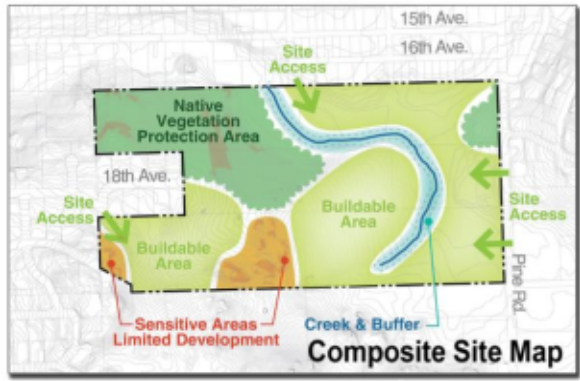 15th Ave.
16th Ave.
Site
Access
Native
Vegetation
Protection Area
18th Ave.
Site
Access
Buildable
Area
Buildable
Area
Site
Access
Pine Rd.
Sensitive Areas
Limited Development
Creek & Buffer
Composite Site Map